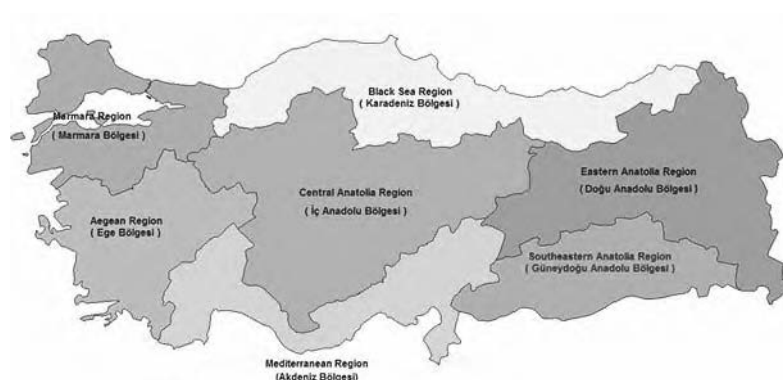 Black Sea Region
( Karadeniz Bölgesi )
Marmara Region
( Marmara Bölgesi )
Eastern Anatolia Region
( Doğu Anadolu Bölgesi )
Central Anatolia Region
( İç Anadolu Bölgesi )
Aegean Region
( Ege Bölgesi )
Southeastern Anatolia Region
( Güneydoğu Anadolu Bölgesi )
Mediterranean Region
(Akdeniz Bölgesi)